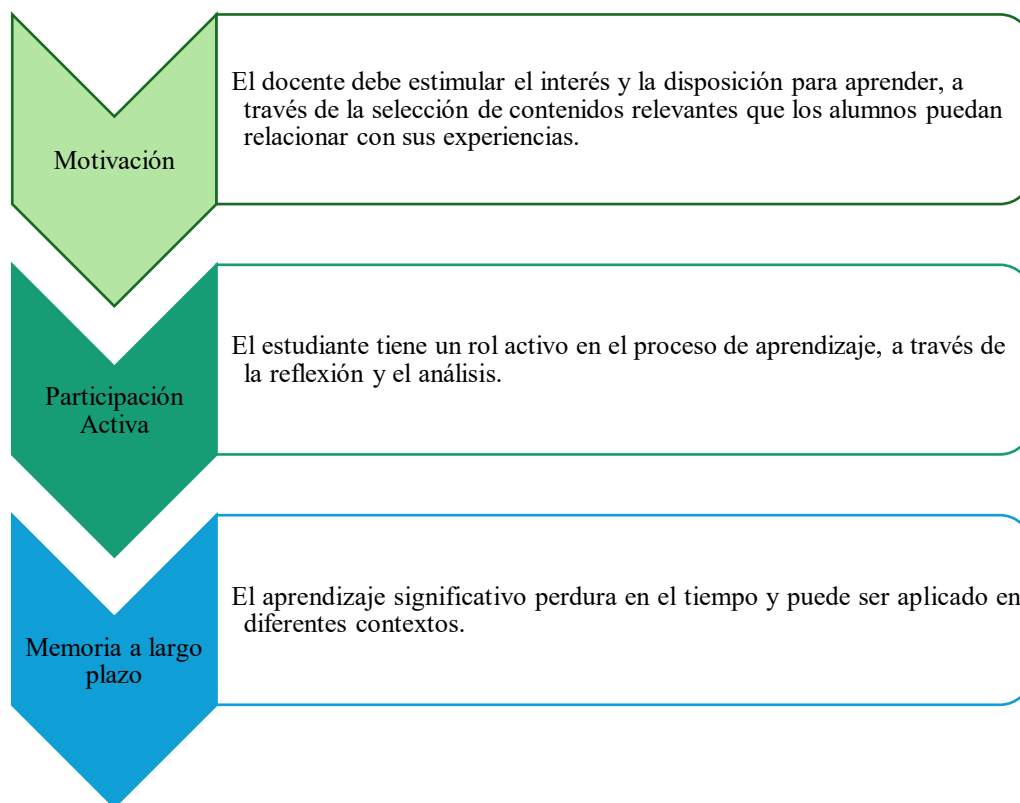 Motivación
El docente debe estimular el interés y la disposición para aprender, a
través de la selección de contenidos relevantes que los alumnos puedan
relacionar con sus experiencias.
Participación
Activa
El estudiante tiene un rol activo en el proceso de aprendizaje, a través de
la reflexión y el análisis.
Memoria a largo
plazo
El aprendizaje significativo perdura en el tiempo y puede ser aplicado en
diferentes contextos.